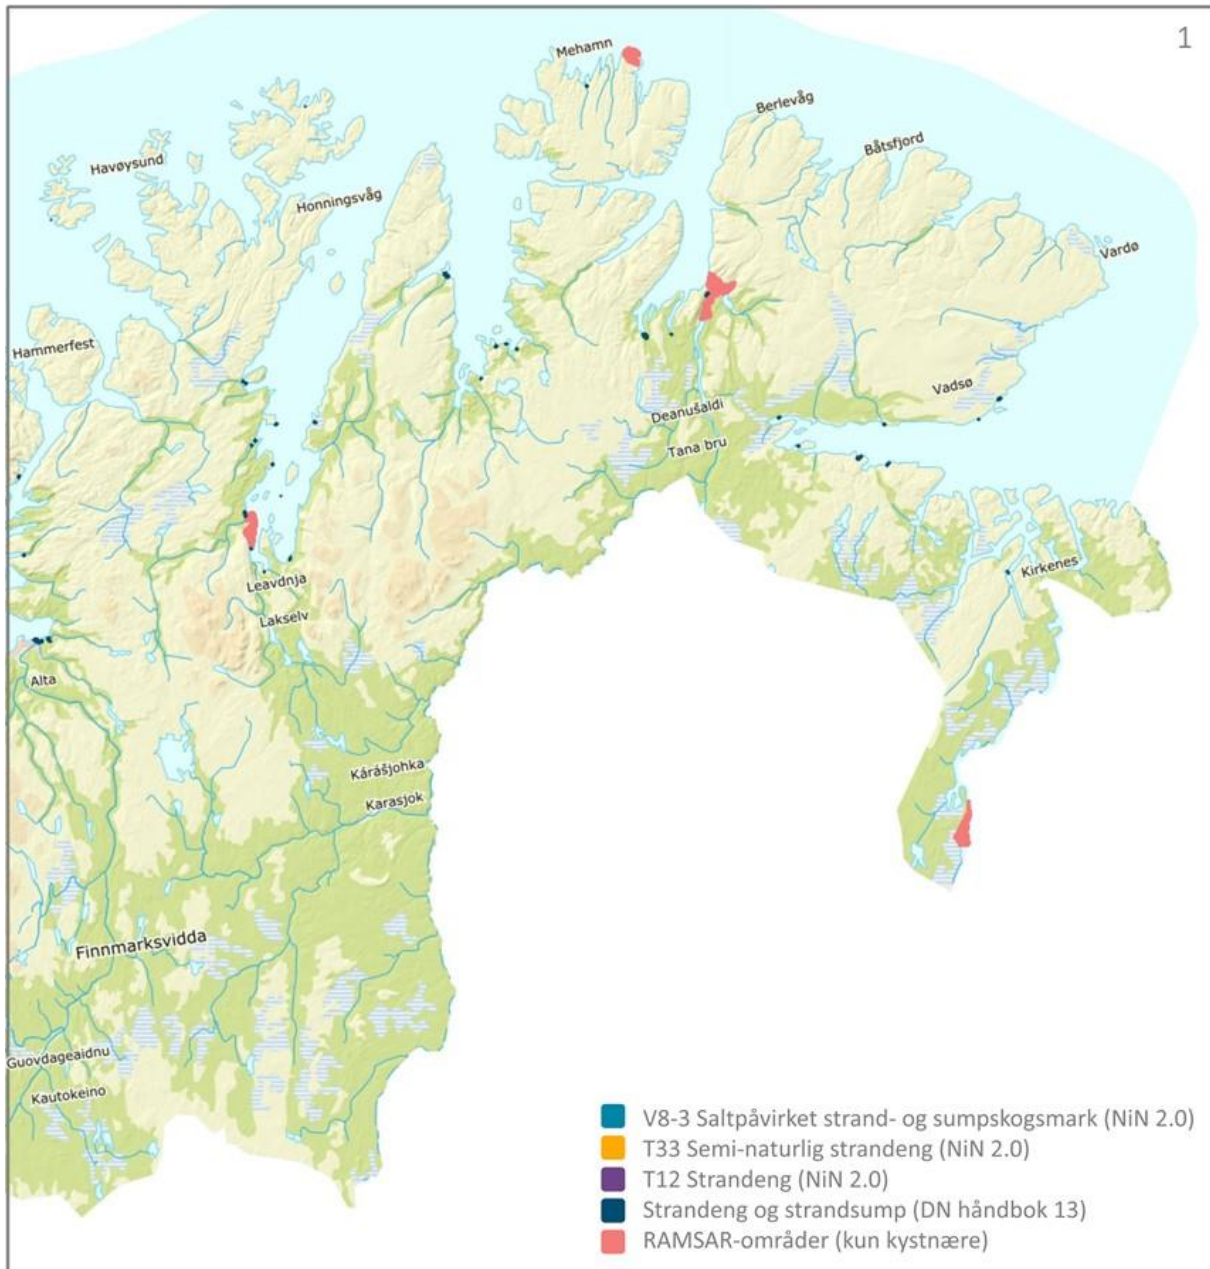 1
Mehamn
Berlevåg
Båtsfjord
Havøysund
Honningsvåg
Vardø
Hammerfest
Vadsø
Deanušaldi
Tana bru
Leavdnja
Kirkenes
Lakselv
Alta
Kárášjohka
Karasjok
Finnmarksvidda
Guovdageaidnu
Kautokeino
V8-3 Saltpåvirket strand- og sumpskogsmark (NiN 2.0)
T33 Semi-naturlig strandeng (NiN 2.0)
T12 Strandeng (NiN 2.0)
Strandeng og strandsump (DN håndbok 13)
RAMSAR-områder (kun kystnære)